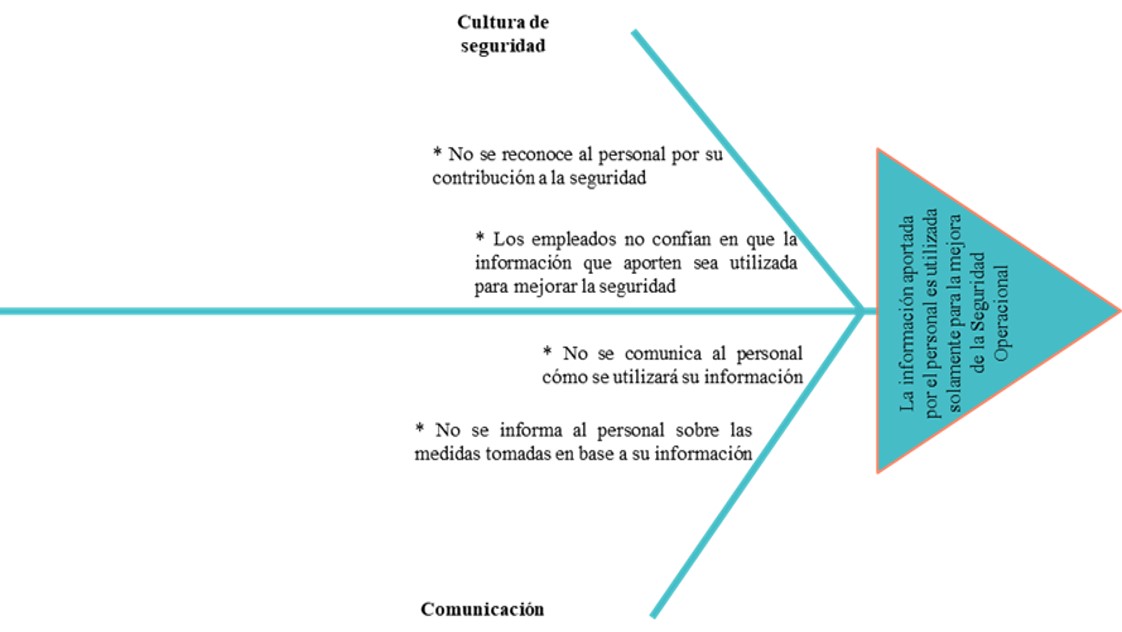 Cultura de
seguridad
* No se reconoce al personal por su
contribución a la seguridad
* Los empleados no confían en que la
información que aporten sea utilizada
para mejorar la seguridad
* No se comunica al personal
cómo se utilizará su información
* No se informa al personal sobre las
medidas tomadas en base a su información
Comunicación
La información aportada
por el personal es utilizada
solamente para la mejora
de la Seguridad
Operacional